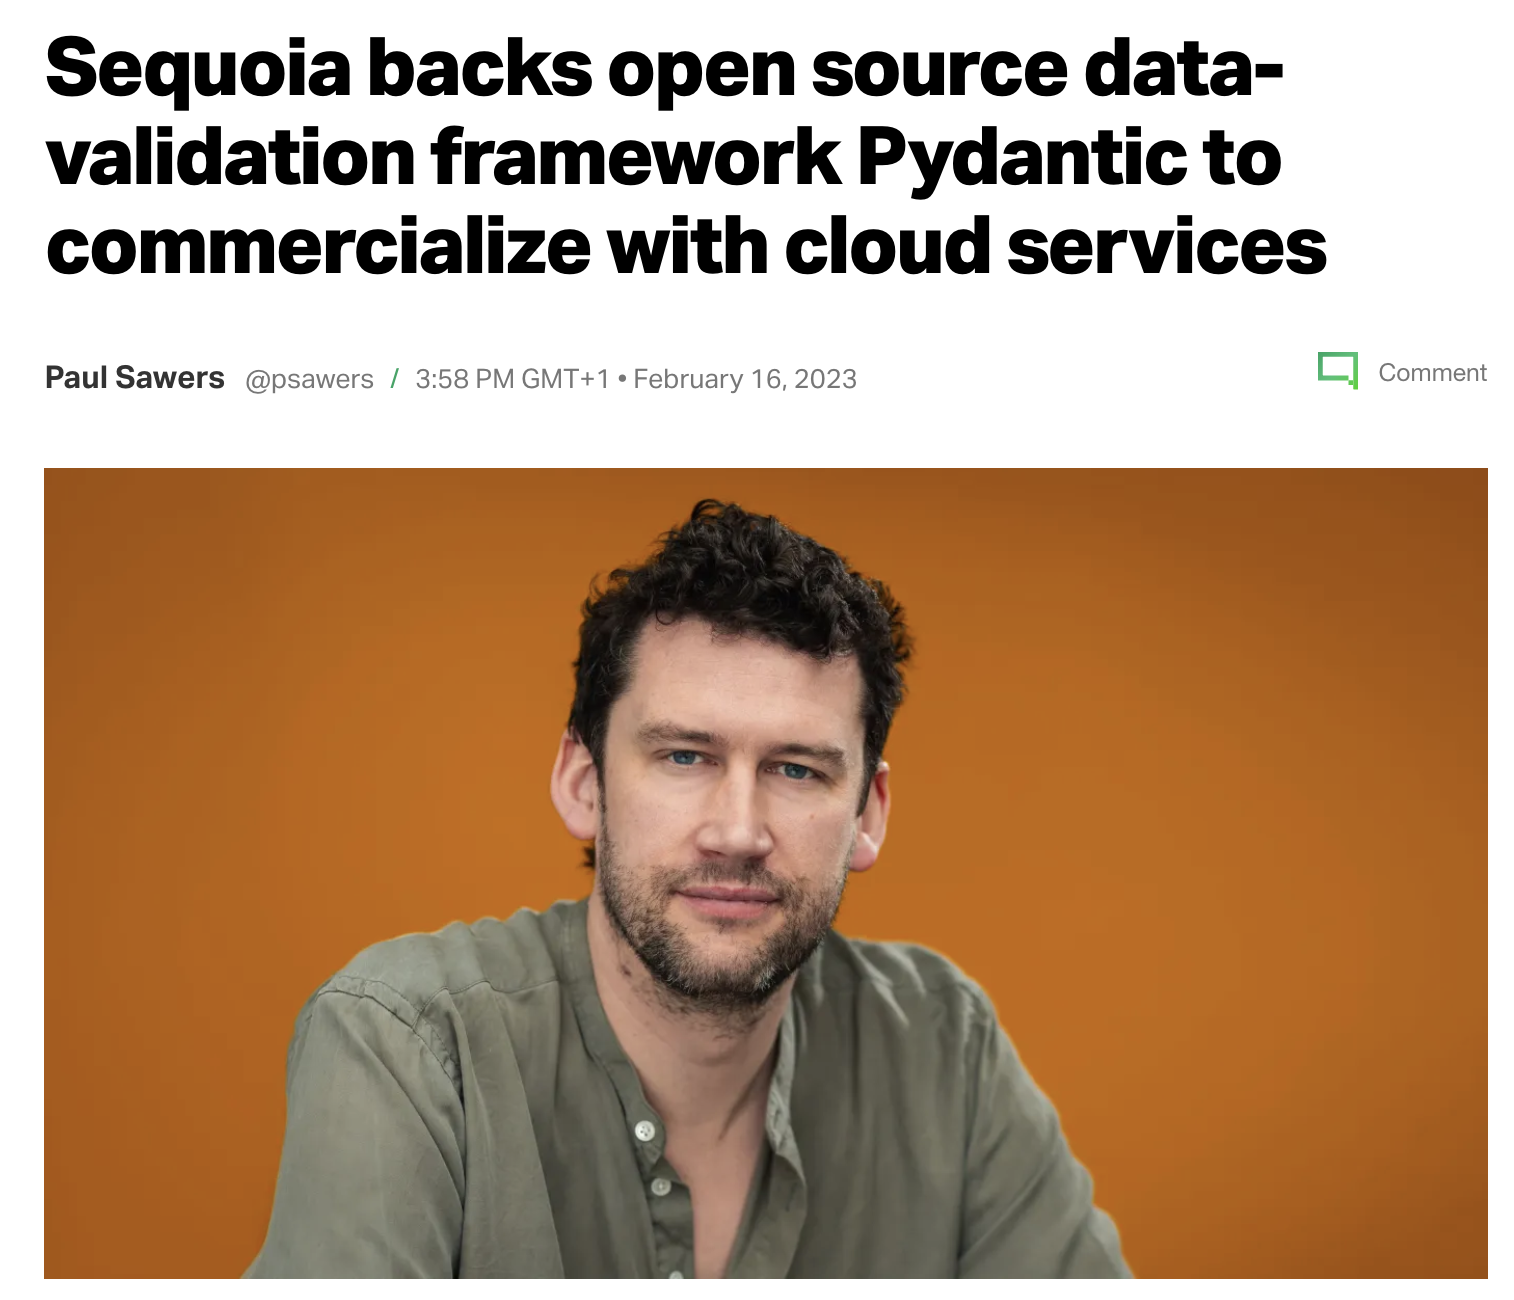 Sequoia backs open source data-
validation framework Pydantic to
commercialize with cloud services
Paul Sawers @psawers / 3:58 PM GMT+1 • February 16, 2023
Comment